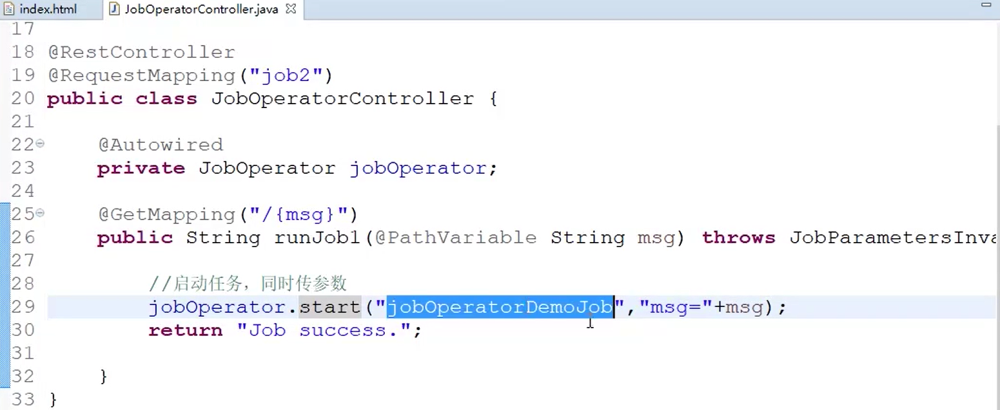 index.html
JobOperatorController.java
17
18 @RestController
19 @RequestMapping("job2")
20 public class JobOperatorController {
21
22 @Autowired
23 private JobOperator jobOperator;
24
25 @GetMapping("/{msg}")
26 public String runJob1(@PathVariable String msg) throws JobParametersInva
27
28 //启动任务，同时传参数
29 jobOperator.start("jobOperatorDemoJob","msg="+msg);
30 return "Job success.";
31
32 }
33 }